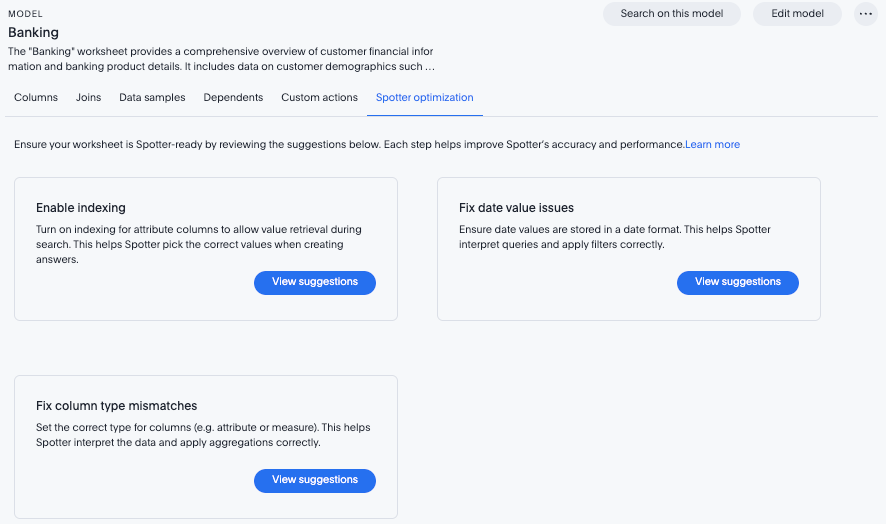 MODEL
Search on this model
Edit model
Banking
The "Banking" worksheet provides a comprehensive overview of customer financial infor
mation and banking product details. It includes data on customer demographics such ...
Columns
Joins
Data samples
Dependents
Custom actions
Spotter optimization
Ensure your worksheet is Spotter-ready by reviewing the suggestions below. Each step helps improve Spotter's accuracy and performance.Learn more
Enable indexing
Turn on indexing for attribute columns to allow value retrieval during
search. This helps Spotter pick the correct values when creating
answers.
View suggestions
Fix date value issues
Ensure date values are stored in a date format. This helps Spotter
interpret queries and apply filters correctly.
View suggestions
Fix column type mismatches
Set the correct type for columns (e.g. attribute or measure). This helps
Spotter interpret the data and apply aggregations correctly.
View suggestions